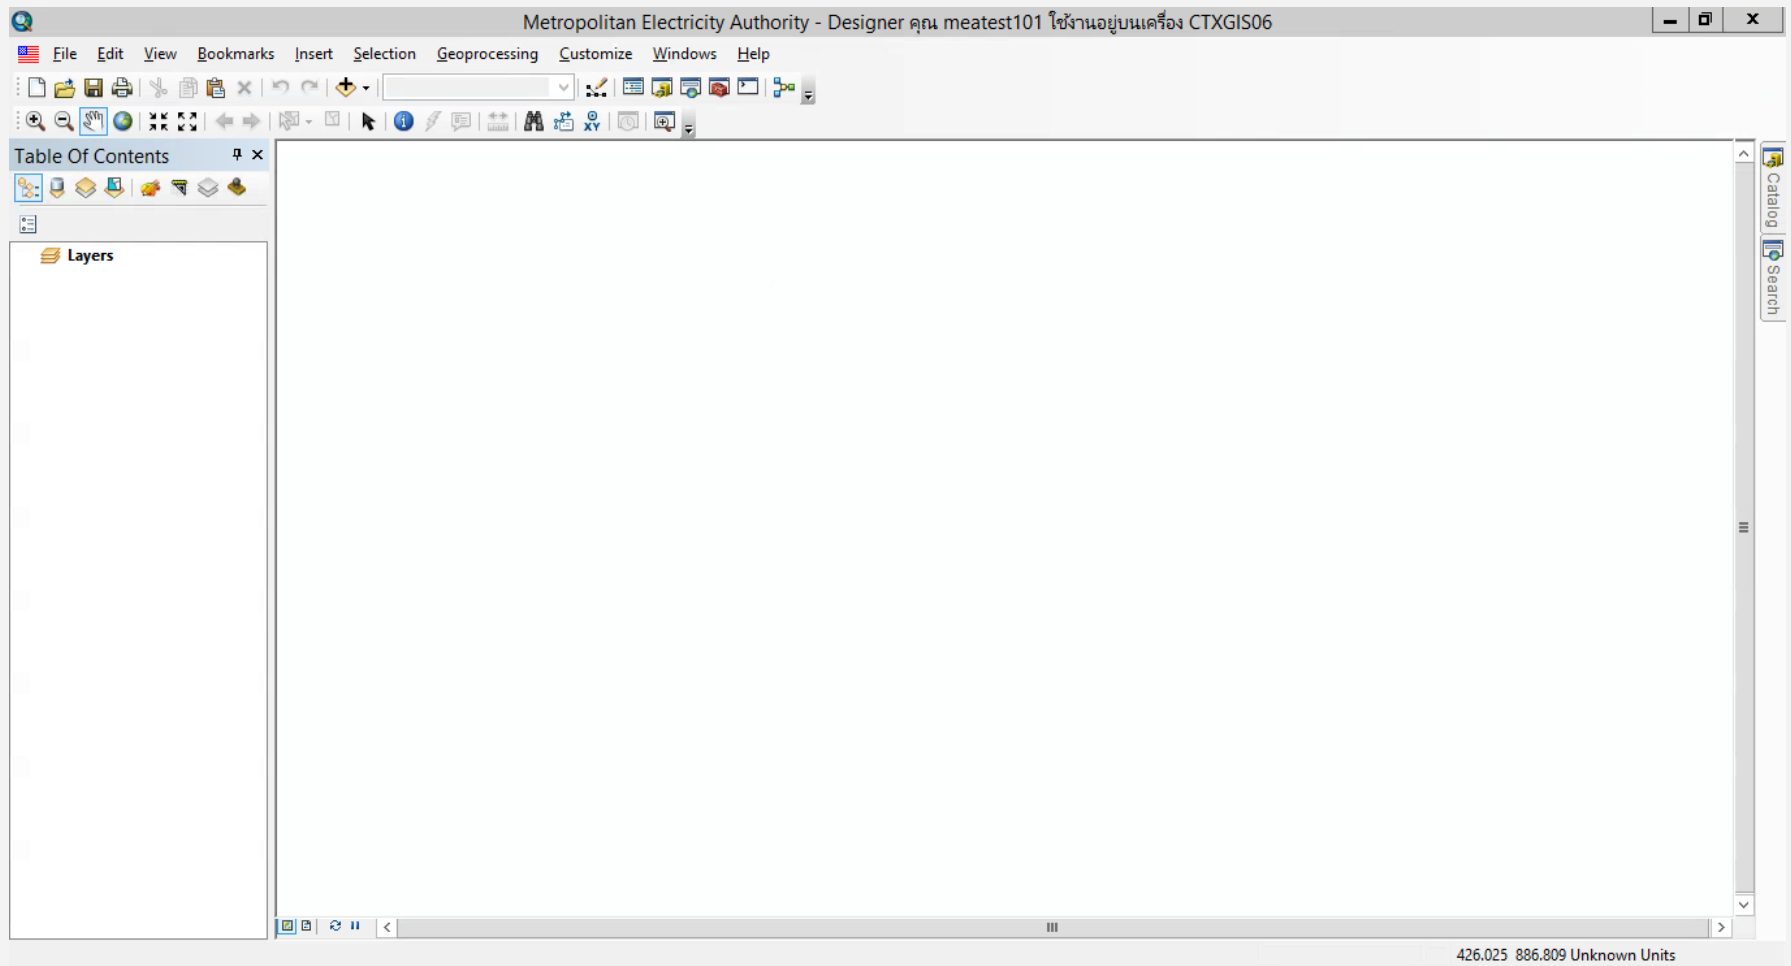 Metropolitan Electricity Authority - Designer คุณ meatest101 ใช้งานอยู่บนเครื่อง CTXGIS06
File Edit View Bookmarks Insert Selection Geoprocessing Customize Windows Help
Table Of Contents
Layers
Catalog
Search
426.025 886.809 Unknown Units